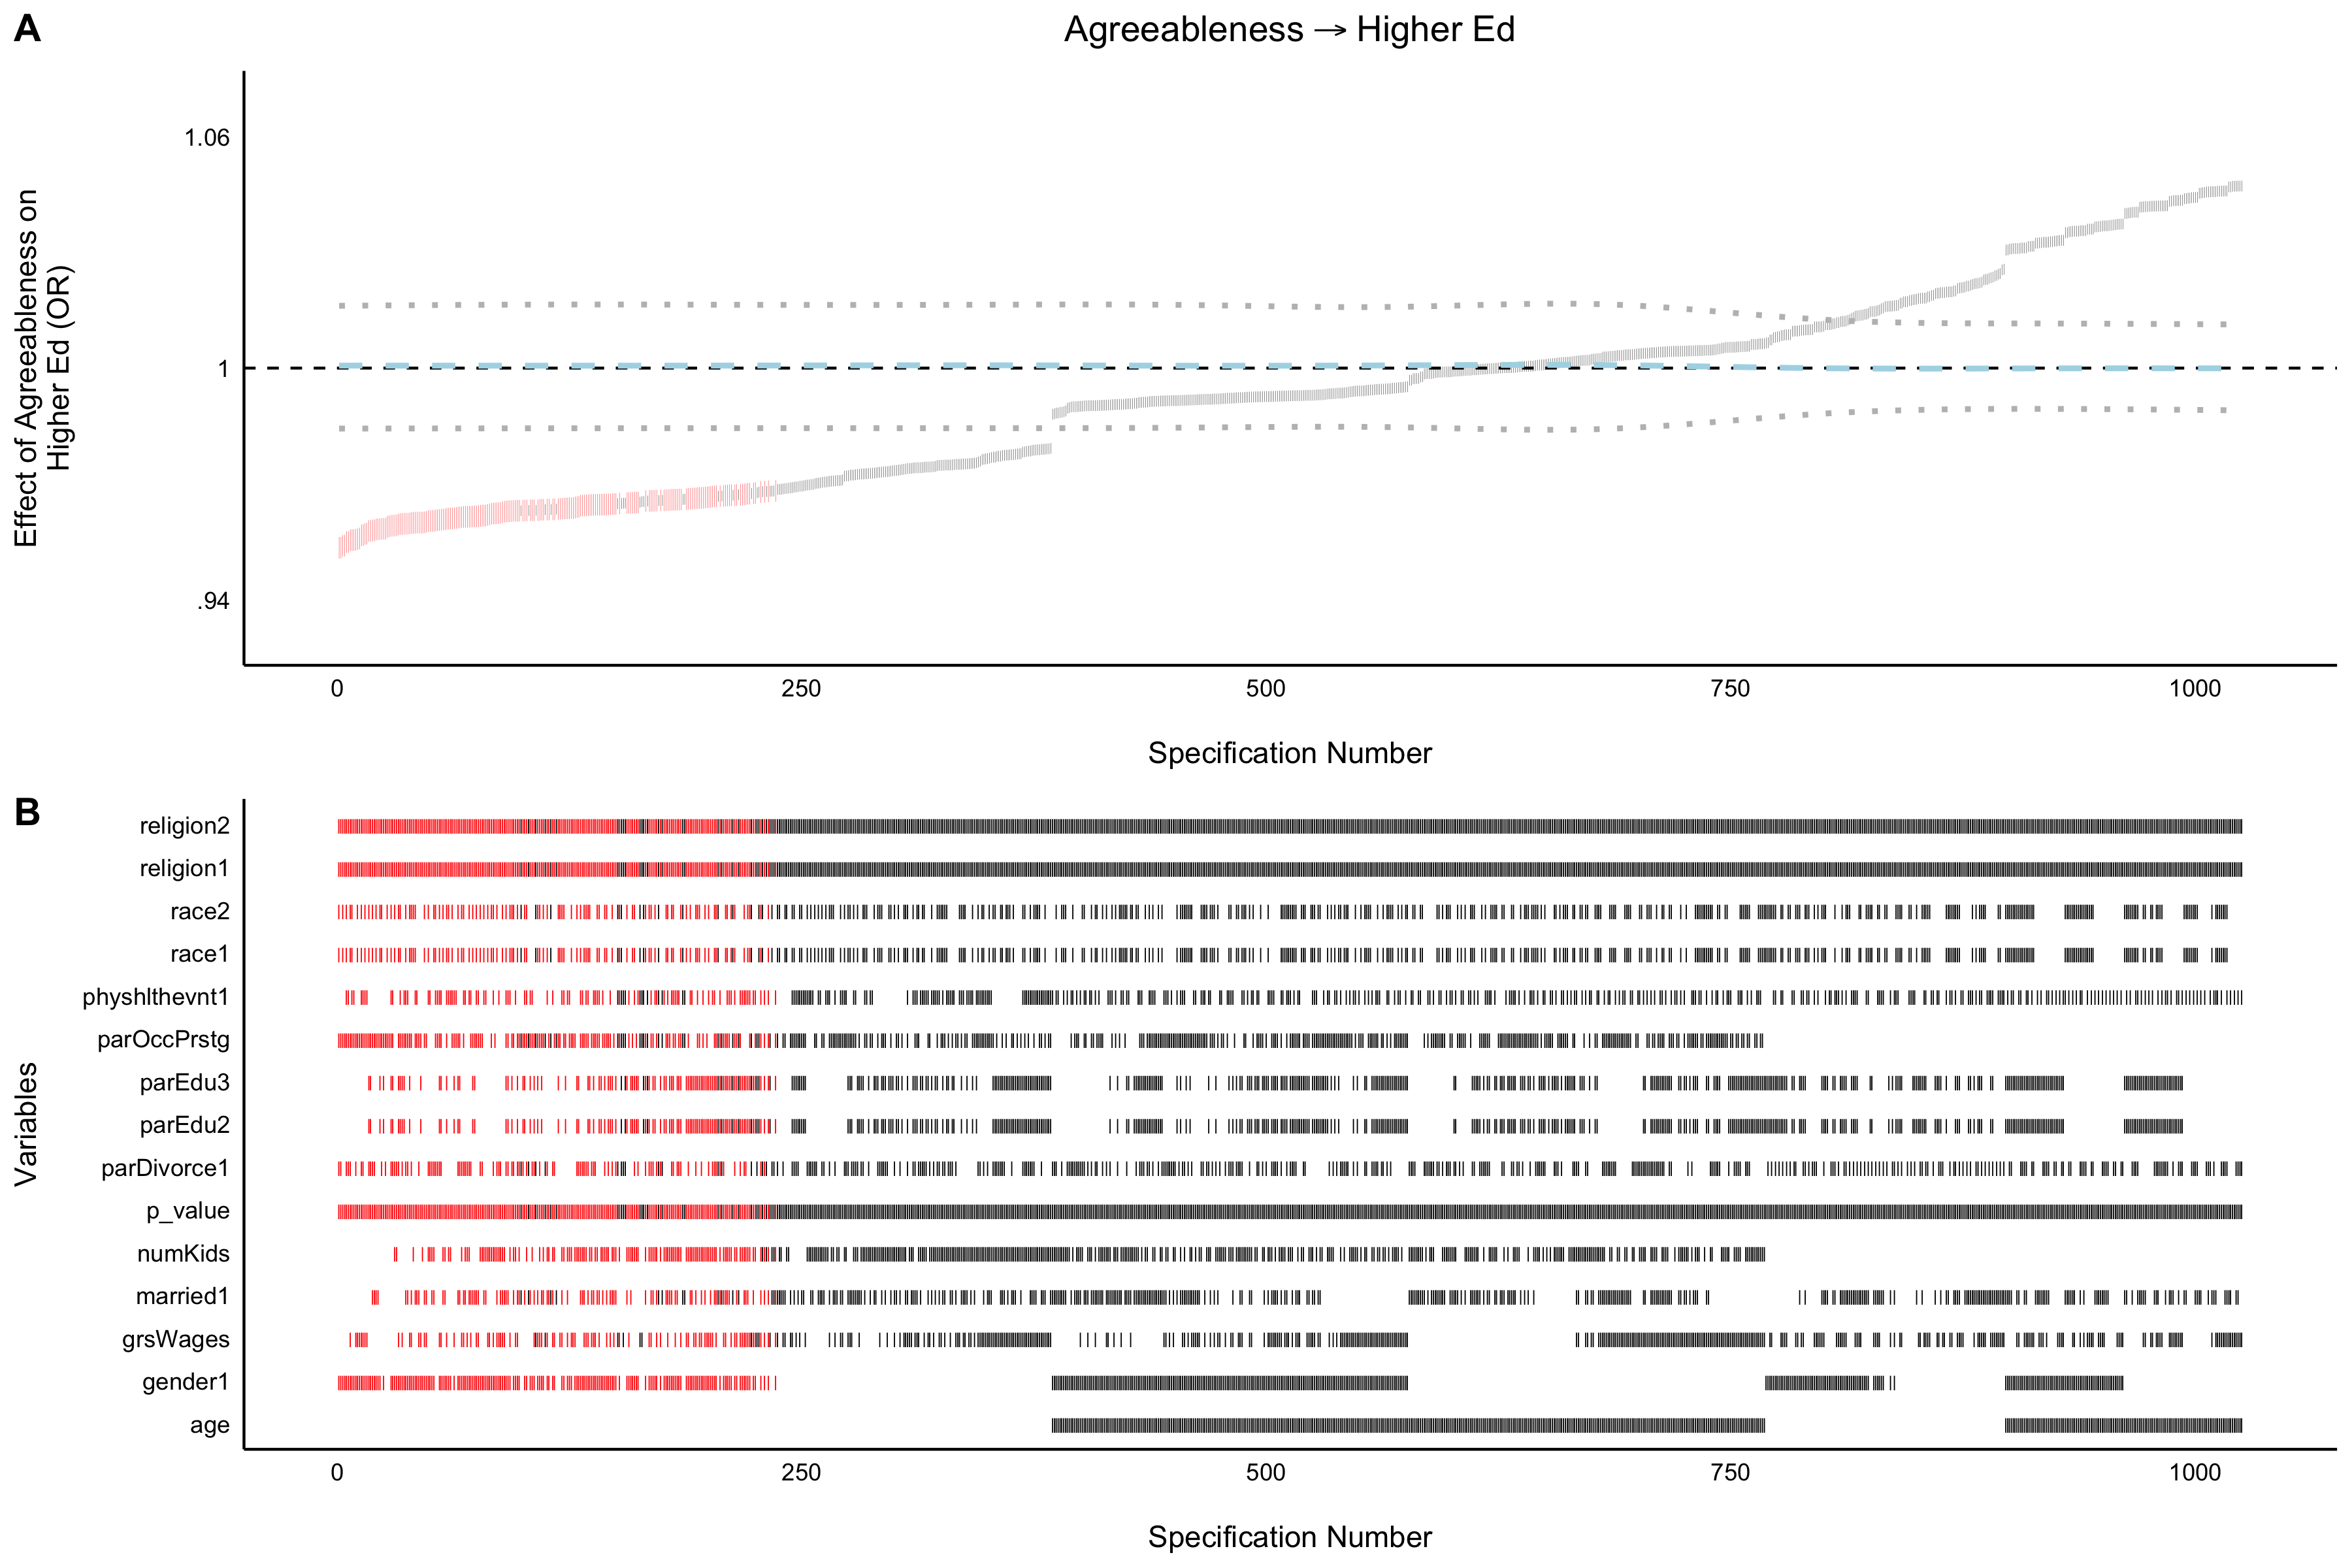 A
Agreeableness → Higher Ed
Effect of Agreeableness on
Higher Ed (OR)
1.06
1
.94
0 250 500 750 1000
Specification Number
B
Variables
religion2
religion1
race2
race1
physhlthevnt1
parOccPrstg
parEdu3
parEdu2
parDivorce1
p_value
numKids
married1
grsWages
gender1
age
0 250 500 750 1000
Specification Number